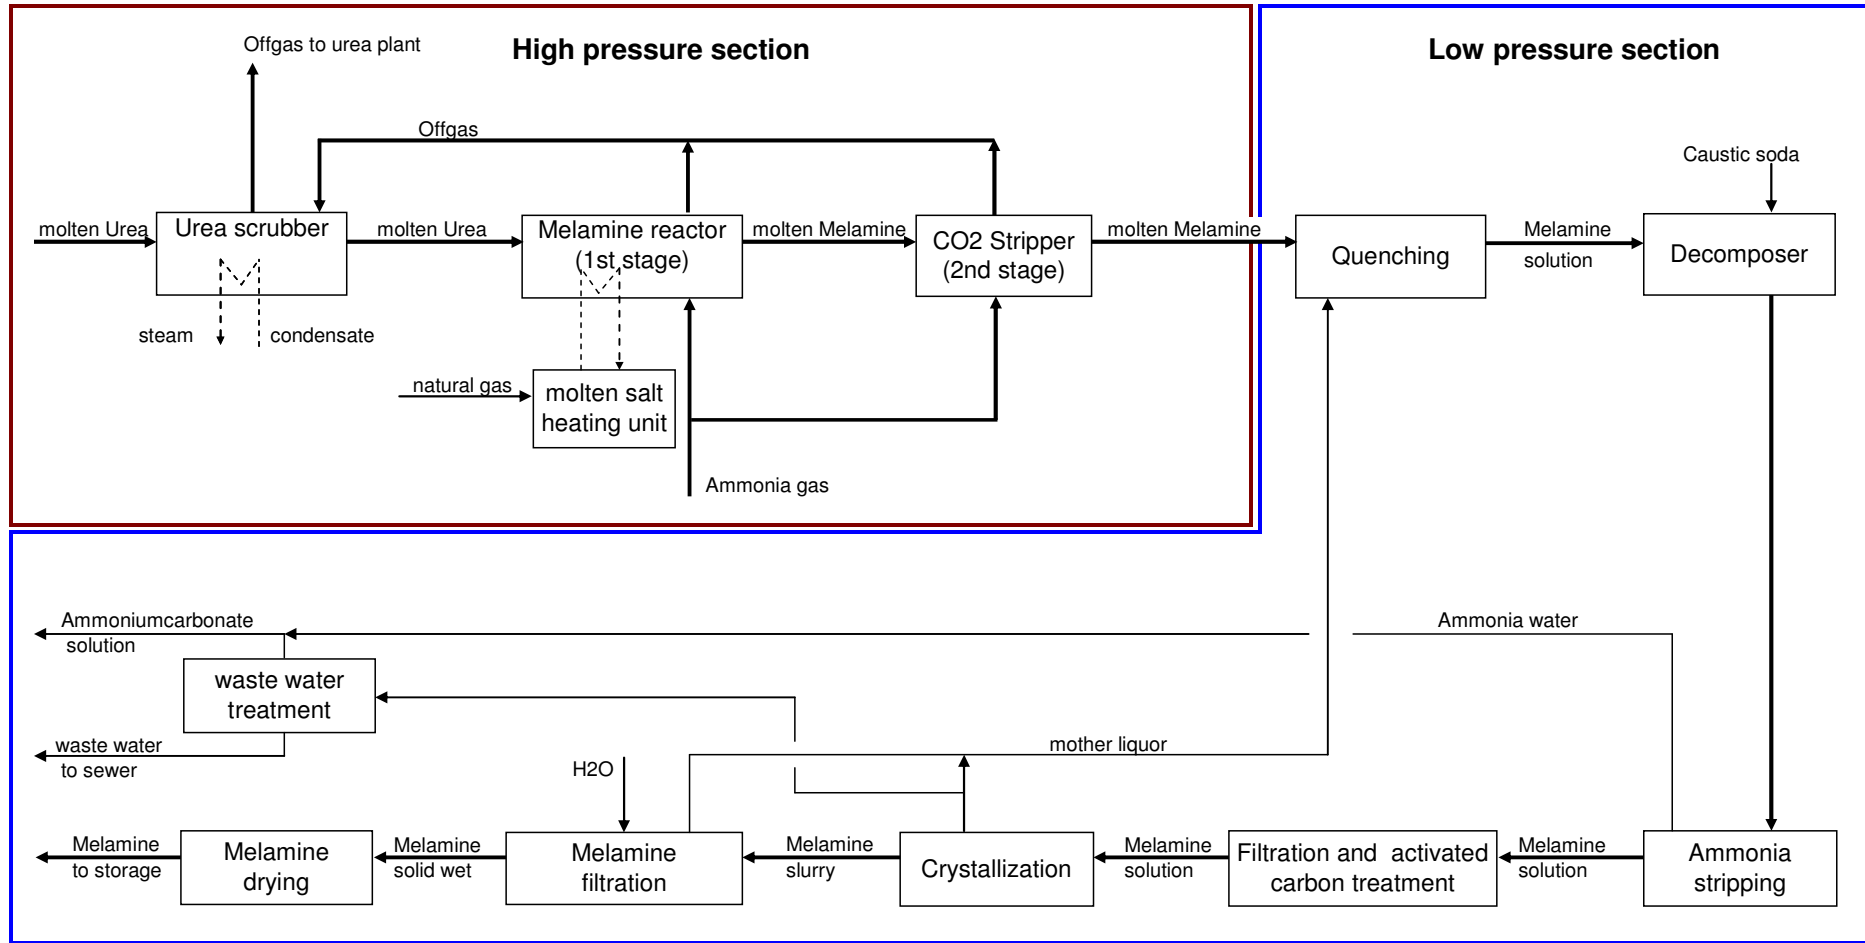 High pressure section
Low pressure section
Offgas to urea plant
Offgas
Caustic soda
molten Urea
Urea scrubber
molten Urea
Melamine reactor
(1st stage)
molten Melamine
CO2 Stripper
(2nd stage)
molten Melamine
Quenching
Melamine
solution
Decomposer
steam
condensate
natural gas
molten salt
heating unit
Ammonia gas
Ammoniumcarbonate
solution
Ammonia water
waste water
treatment
waste water
to sewer
mother liquor
H2O
Melamine
to storage
Melamine
drying
Melamine
solid wet
Melamine
filtration
Melamine
slurry
Crystallization
Melamine
solution
Filtration and activated
carbon treatment
Melamine
solution
Ammonia
stripping